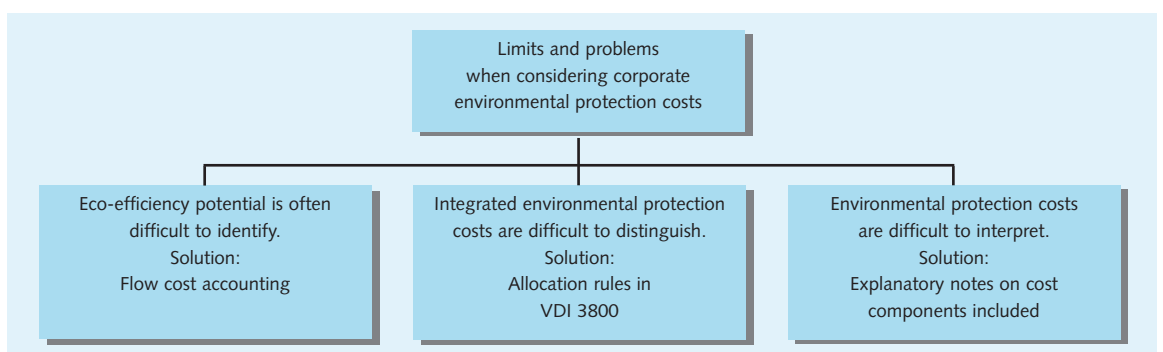 Limits and problems
when considering corporate
environmental protection costs
Eco-efficiency potential is often
difficult to identify.
Solution:
Flow cost accounting
Integrated environmental protection
costs are difficult to distinguish.
Solution:
Allocation rules in
VDI 3800
Environmental protection costs
are difficult to interpret.
Solution:
Explanatory notes on cost
components included